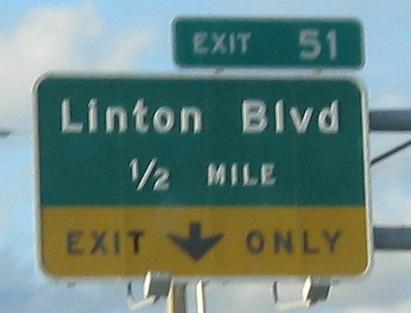 EXIT 51
Linton Blvd
1/2 MILE
EXIT ONLY